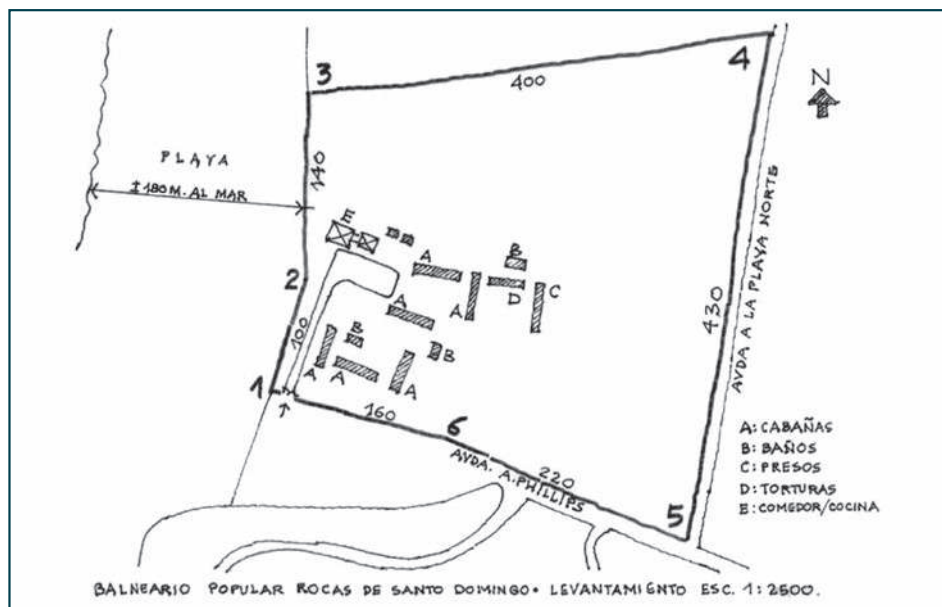 3
4
400
N
PLAYA
± 180 M. AL MAR
140
AVDA A LA PLAYA NORTE
E
A
B
A
D
C
2
100
A
430
B
B
A
A
A
1
160
6
AVDA. A. PHILLIPS
220
5
A: CABAÑAS
B: BAÑOS
C: PRESOS
D: TORTURAS
E: COMEDOR/COCINA
BALNEARIO POPULAR ROCAS DE SANTO DOMINGO. LEVANTAMIENTO ESC. 1:2500.